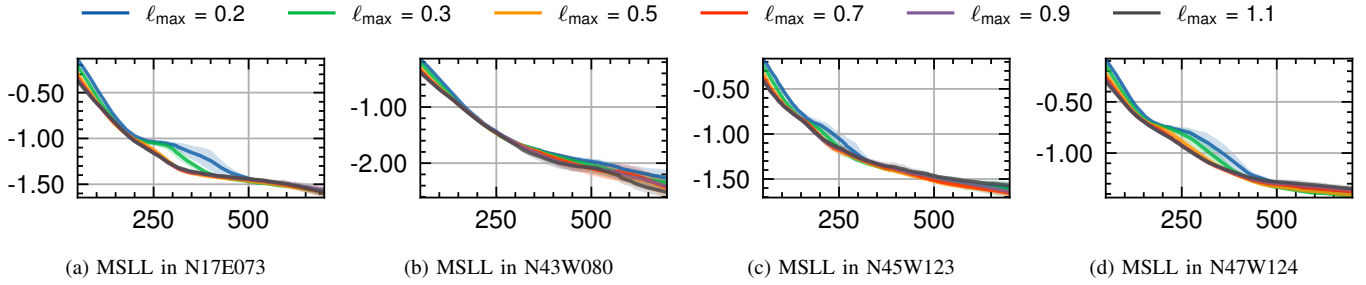 ℓmax = 0.2 ℓmax = 0.3 ℓmax = 0.5 ℓmax = 0.7 ℓmax = 0.9 ℓmax = 1.1
-0.50
-1.00
-1.50
250 500
(a) MSLL in N17E073
-1.00
-2.00
250 500
(b) MSLL in N43W080
-0.50
-1.00
-1.50
250 500
(c) MSLL in N45W123
-0.50
-1.00
250 500
(d) MSLL in N47W124